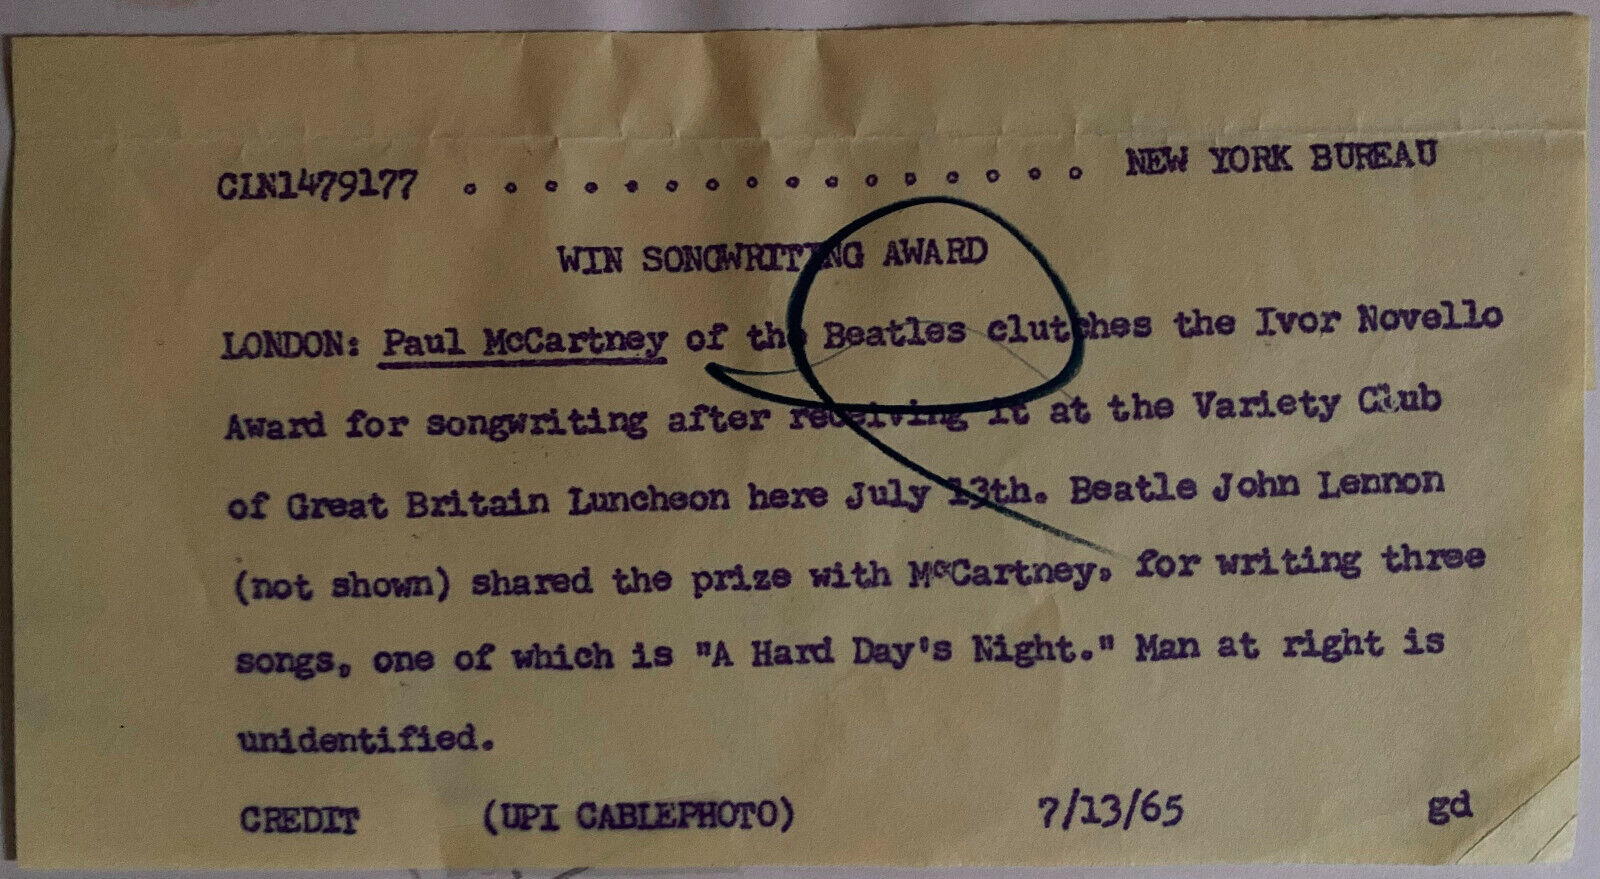 CLN1479177 . . . . . . . . . . . . . . . . NEW YORK BUREAU
WIN SONGWRITING AWARD
LONDON: Paul McCartney of the Beatles clutches the Ivor Novello
Award for songwriting after receiving it at the Variety Club
of Great Britain Luncheon here July 13th. Beatle John Lennon
(not shown) shared the prize with McCartney, for writing three
songs, one of which is "A Hard Day's Night." Man at right is
unidentified.
CREDIT (UPI CABLEPHOTO) 7/13/65 gd